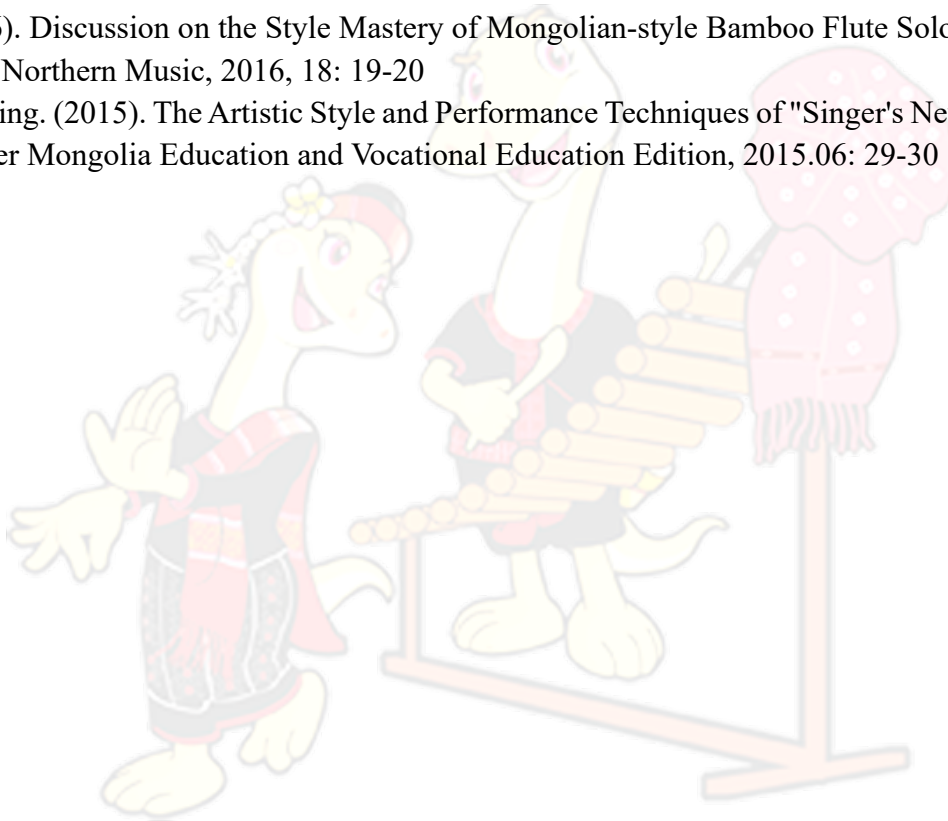 ). Discussion on the Style Mastery of Mongolian-style Bamboo Flute Solo
Northern Music, 2016, 18: 19-20
ing. (2015). The Artistic Style and Performance Techniques of "Singer's Ne
er Mongolia Education and Vocational Education Edition, 2015.06: 29-30